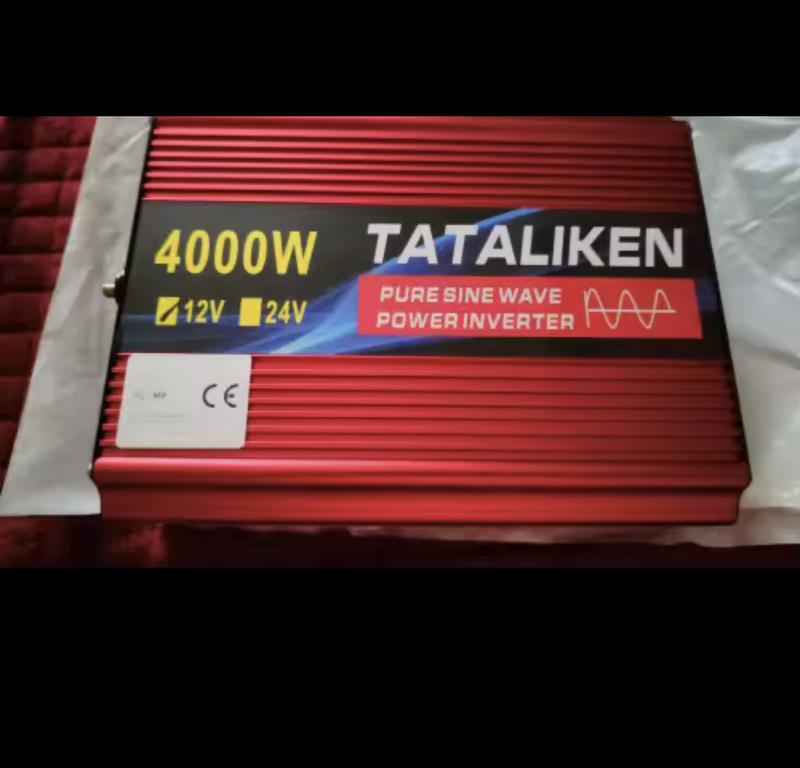 4000W
12V 24V
TATALIKEN
PURE SINE WAVE
POWER INVERTER
CE